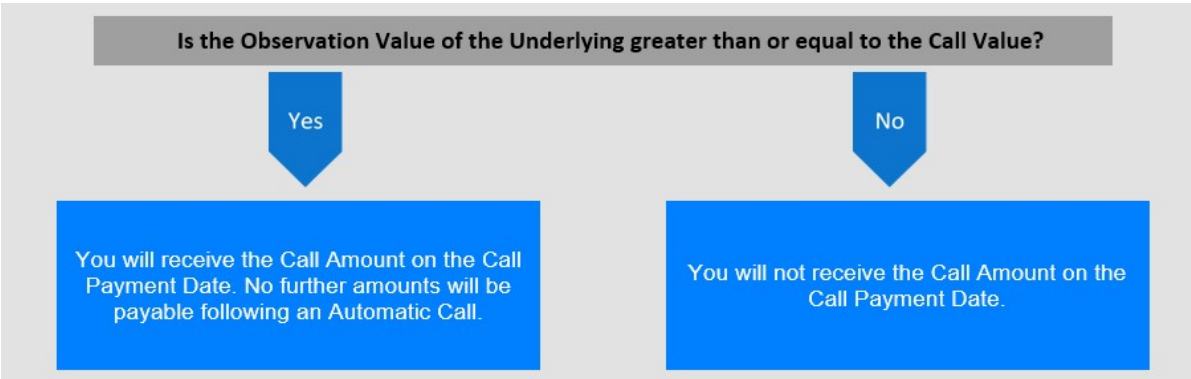 Is the Observation Value of the Underlying greater than or equal to the Call Value?
Yes
No
You will receive the Call Amount on the Call
Payment Date. No further amounts will be
payable following an Automatic Call.
You will not receive the Call Amount on the
Call Payment Date.